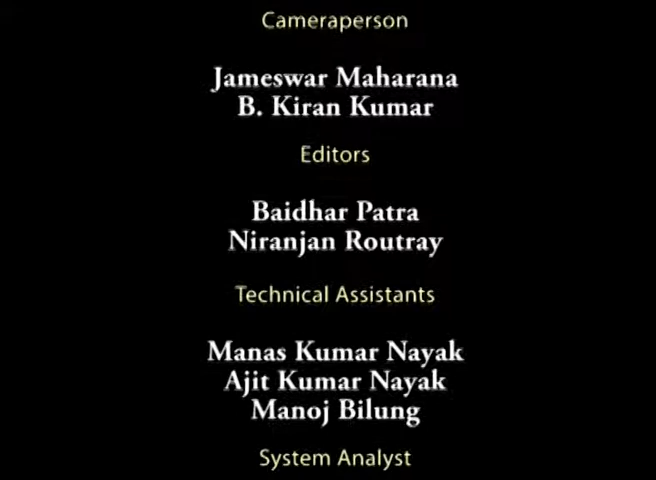 Cameraperson
Jameswar Maharana
B. Kiran Kumar
Editors
Baidhar Patra
Niranjan Routray
Technical Assistants
Manas Kumar Nayak
Ajit Kumar Nayak
Manoj Bilung
System Analyst